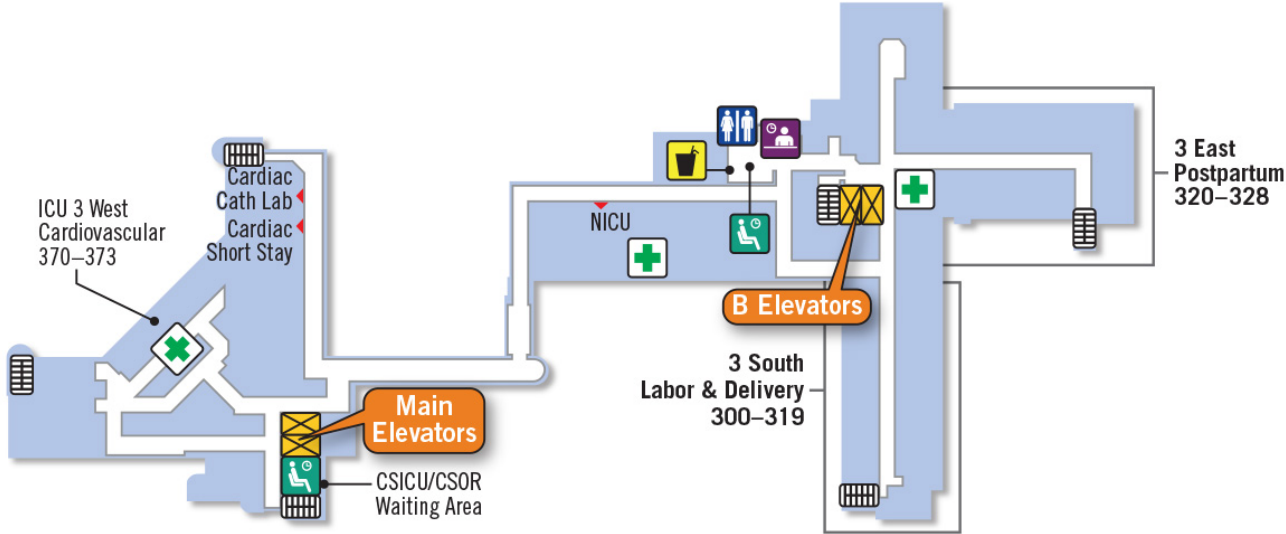 Cardiac
Cath Lab
Cardiac
Short Stay
ICU 3 West
Cardiovascular
370–373
NICU
3 East
Postpartum
320–328
B Elevators
3 South
Labor & Delivery
300–319
Main
Elevators
CSICU/CSOR
Waiting Area